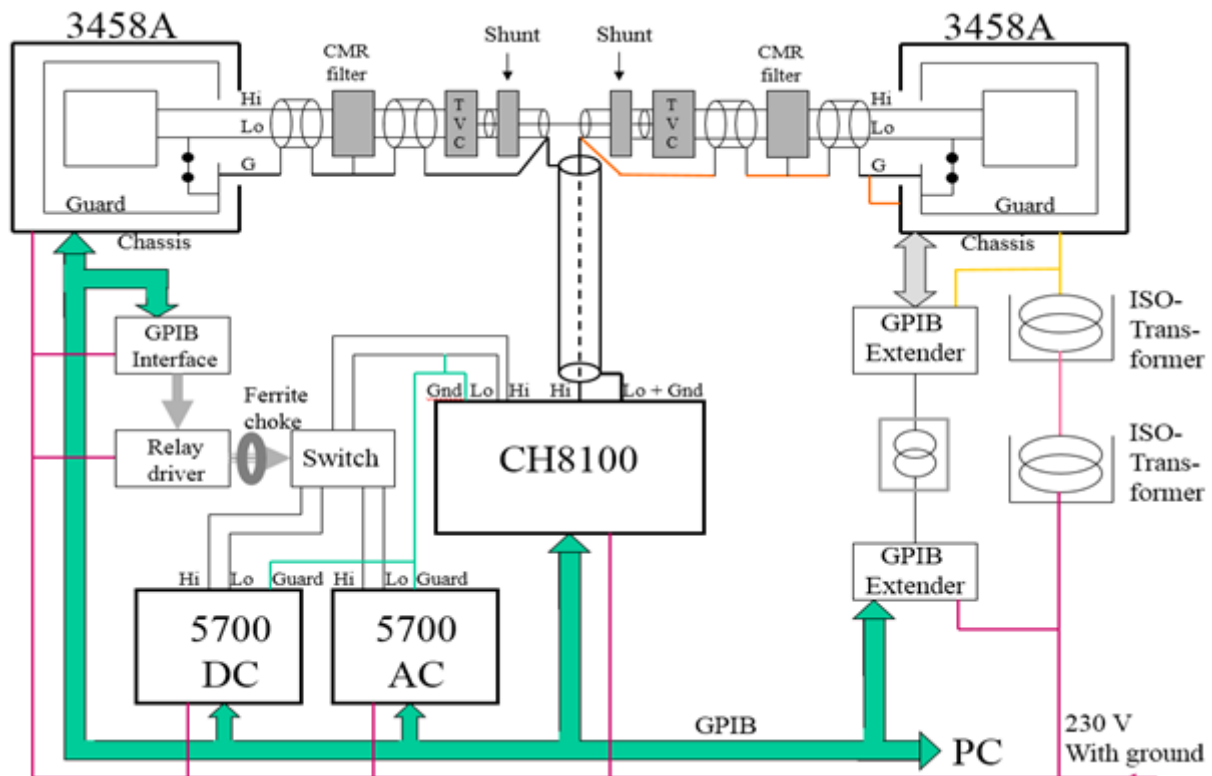 3458A
3458A
Shunt
Shunt
CMR
filter
CMR
filter
Hi
Lo
G
T
V
C
T
V
C
Hi
Lo
G
Guard
Guard
Chassis
Chassis
GPIB
Interface
Ferrite
choke
Relay
driver
Switch
Gnd
Lo
Hi
Hi
Lo + Gnd
CH8100
GPIB
Extender
ISO-
Trans-
former
ISO-
Trans-
former
GPIB
Extender
Hi
Lo
Guard
Hi
Lo
Guard
5700
DC
5700
AC
GPIB
PC
230 V
With ground